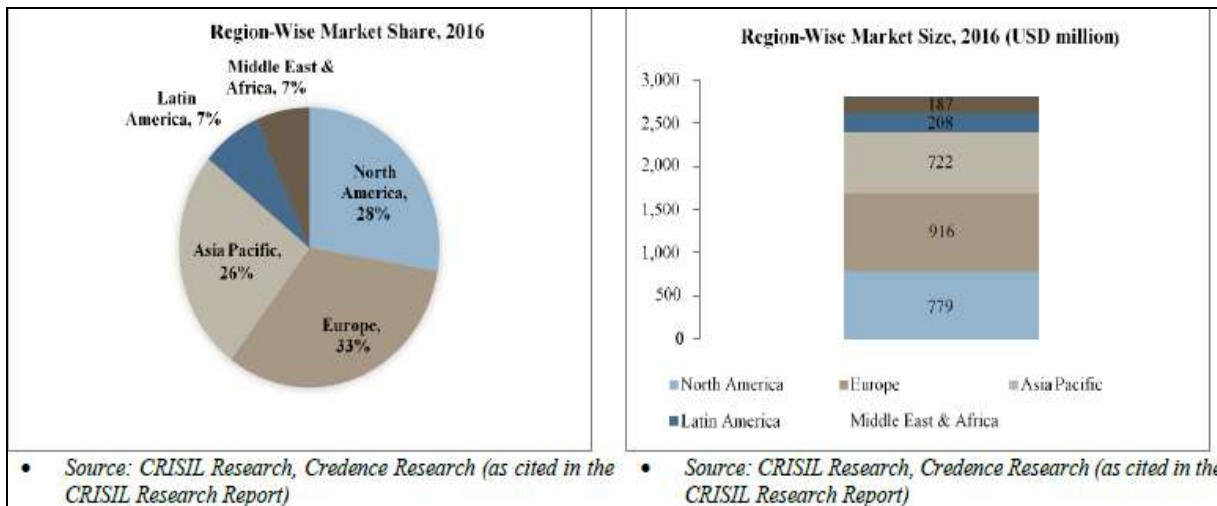 Region-Wise Market Share, 2016
Middle East &
Africa, 7%
Latin
America, 7%
North
America,
28%
Asia Pacific,
26%
Europe,
33%
Source: CRISIL Research, Credence Research (as cited in the
CRISIL Research Report)
Region-Wise Market Size, 2016 (USD million)
3,000
2,500
2,000
1,500
1,000
500
0
187
208
722
916
779
North America
Europe
Asia Pacific
Latin America
Middle East & Africa
Source: CRISIL Research, Credence Research (as cited in the
CRISIL Research Report)